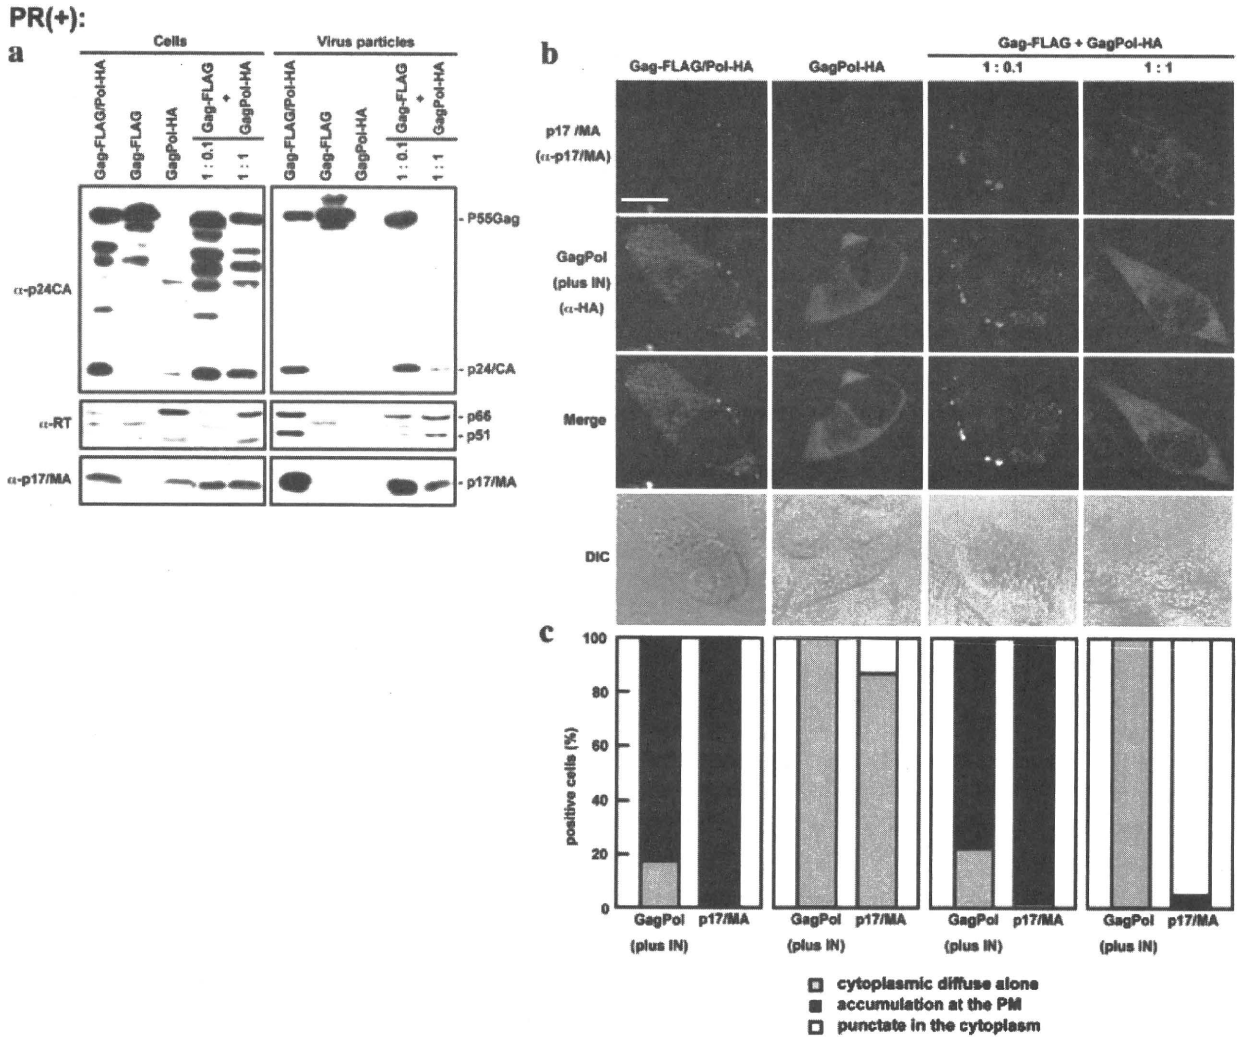 PR(+):
a
Cells
Virus particles
Gag-FLAG/Pol-HA
Gag-FLAG
GagPol-HA
Gag-FLAG
+
GagPol-HA
1 : 0.1
1 : 1
Gag-FLAG/Pol-HA
Gag-FLAG
GagPol-HA
Gag-FLAG
+
GagPol-HA
1 : 0.1
1 : 1
α-p24CA
P55Gag
p24/CA
α-RT
p66
p51
α-p17/MA
p17/MA
b
Gag-FLAG + GagPol-HA
Gag-FLAG/Pol-HA
GagPol-HA
1 : 0.1
1 : 1
p17 /MA
(α-p17/MA)
GagPol
(plus IN)
(α-HA)
Merge
DIC
c
100
80
60
40
20
0
positive cells (%)
GagPol p17/MA
(plus IN)
GagPol p17/MA
(plus IN)
GagPol p17/MA
(plus IN)
GagPol p17/MA
(plus IN)
cytoplasmic diffuse alone
accumulation at the PM
punctate in the cytoplasm